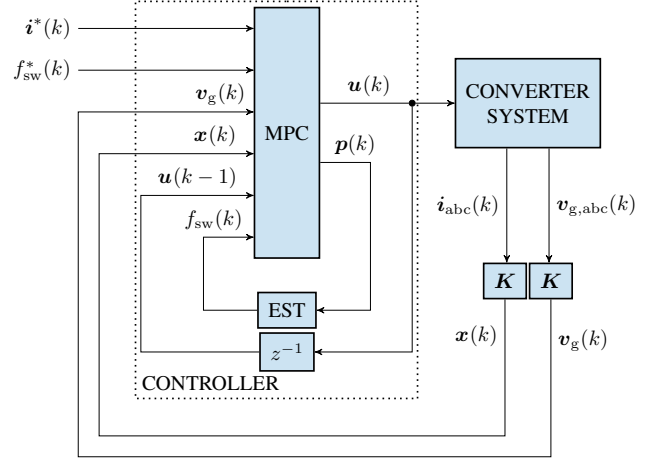 i*(k)
f*sw(k)
vg(k)
x(k)
u(k − 1)
fsw(k)
MPC
u(k)
p(k)
CONVERTER
SYSTEM
iabc(k)
vg,abc(k)
K
K
EST
z−1
x(k)
vg(k)
CONTROLLER